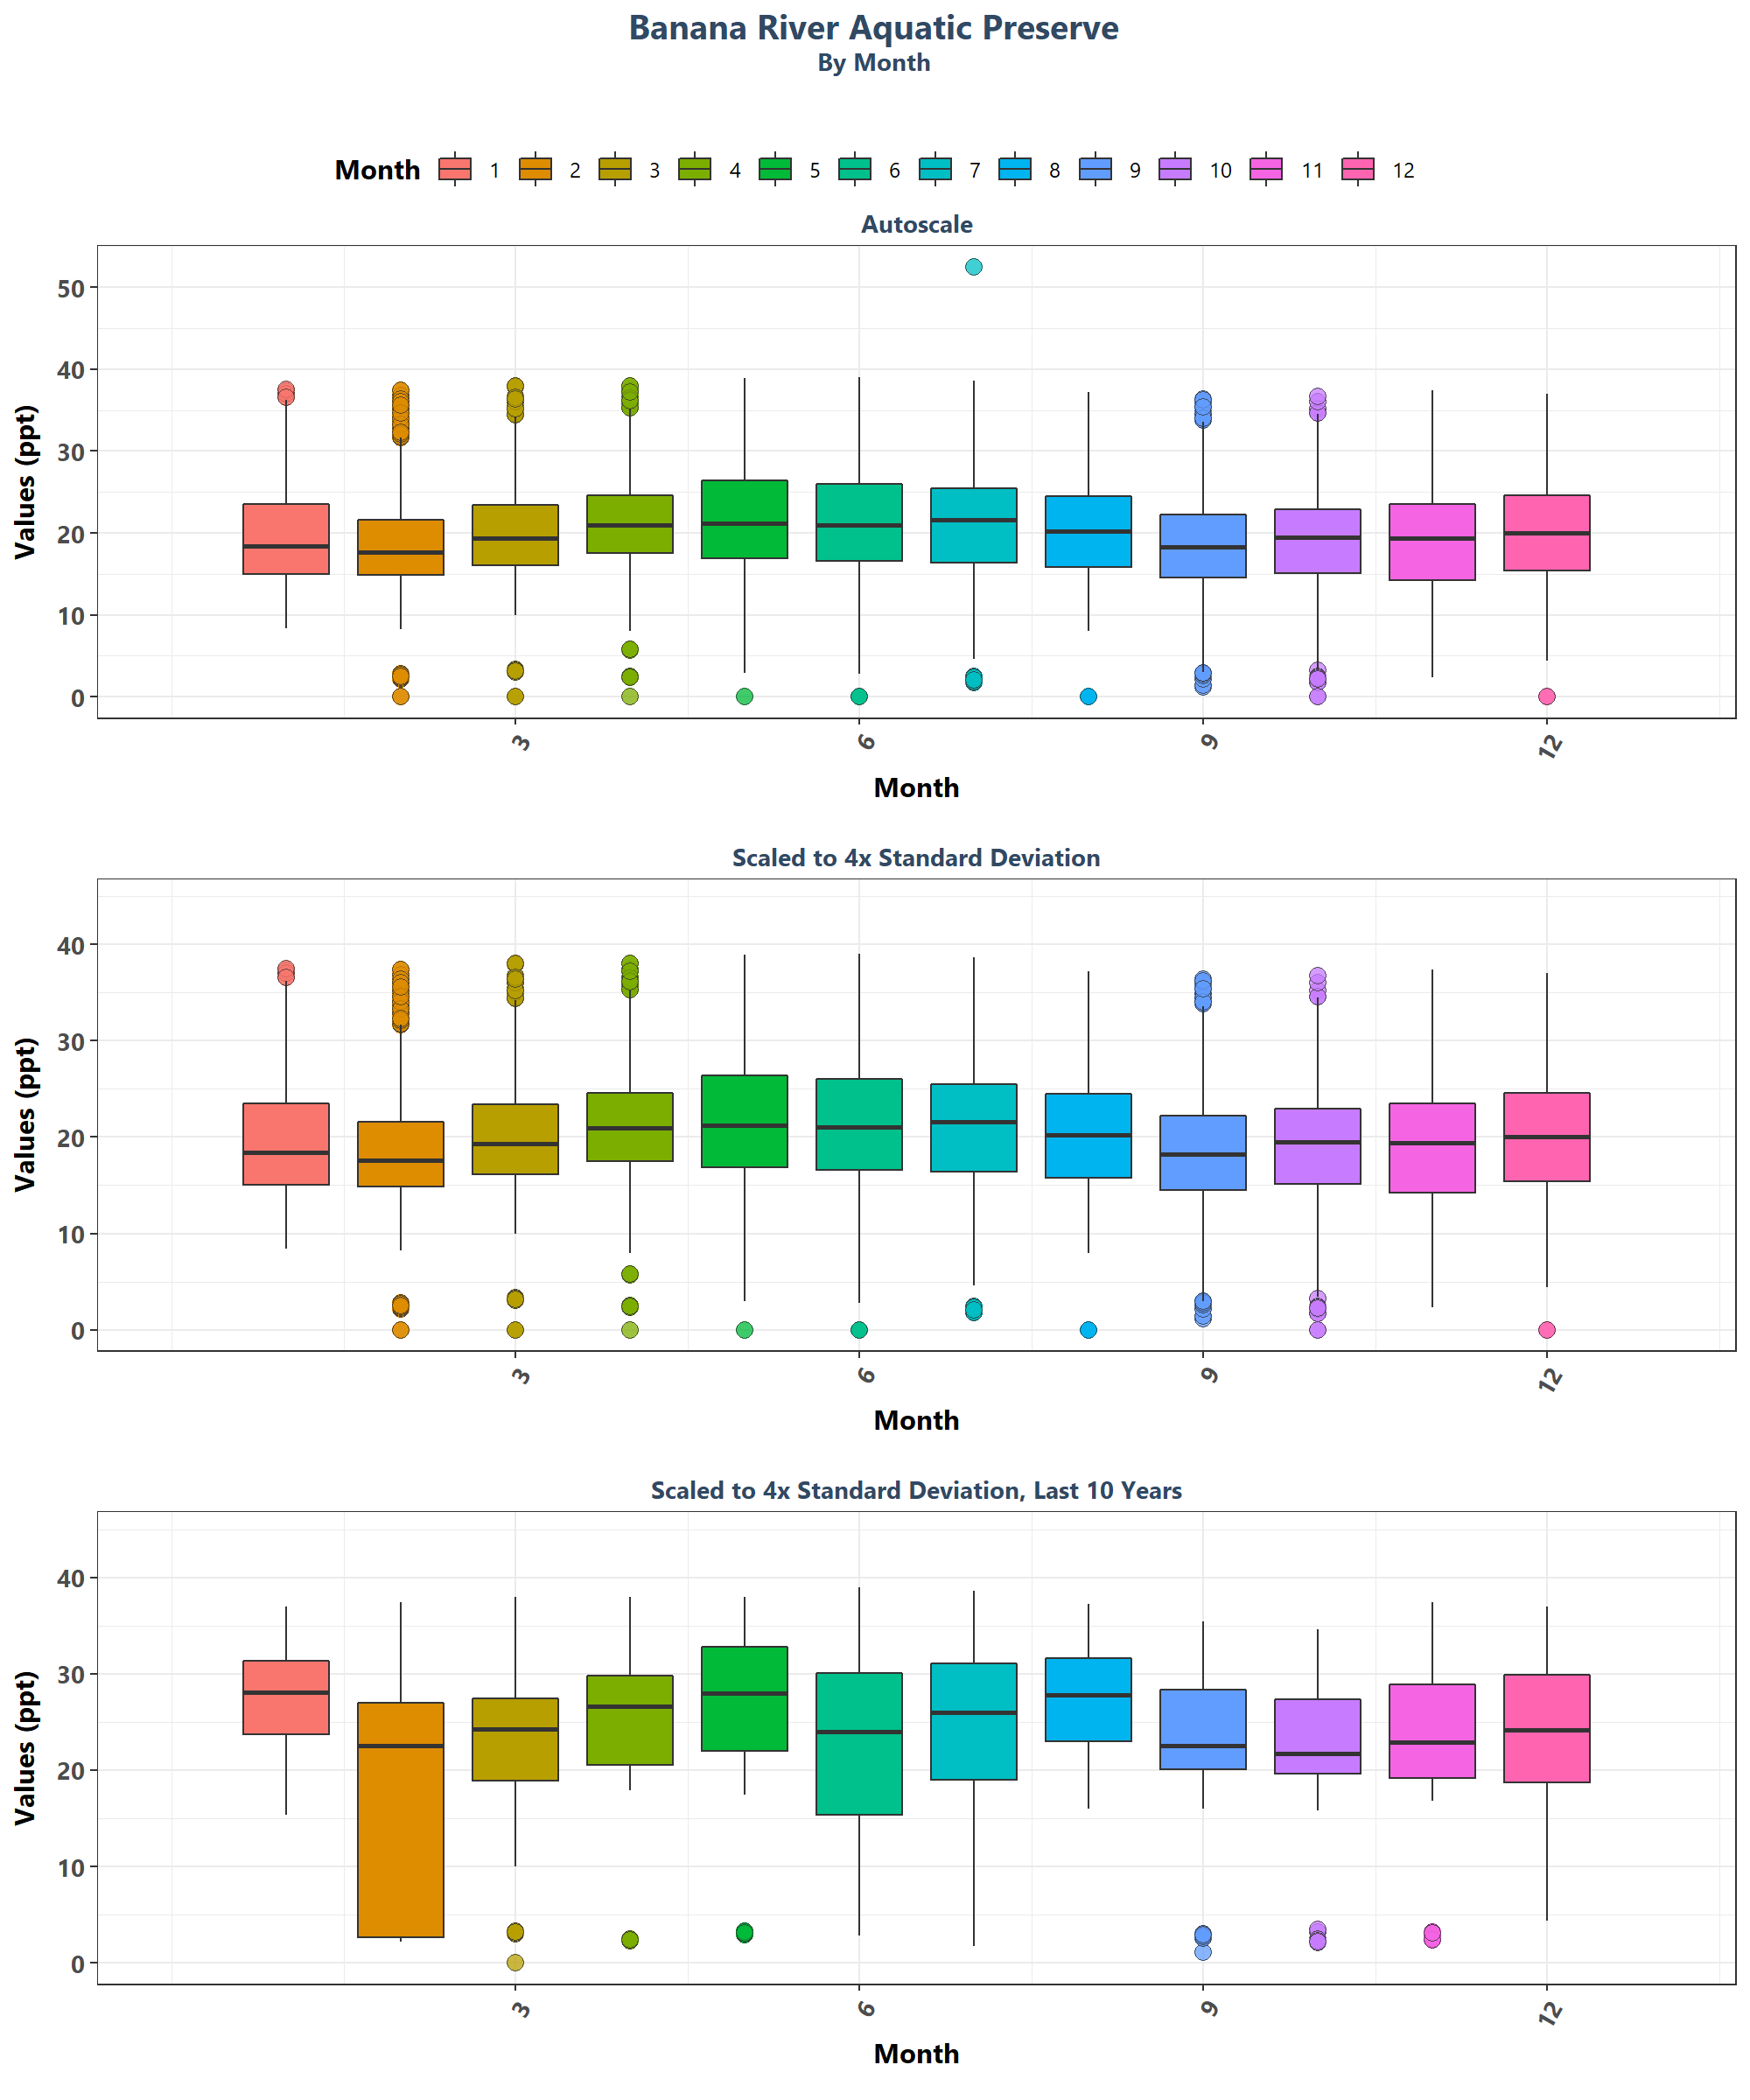 Banana River Aquatic Preserve
By Month
Month 1 2 3 4 5 6 7 8 9 10 11 12
Autoscale
Values (ppt)
50
40
30
20
10
0
3 6 9 12
Month
Scaled to 4x Standard Deviation
Values (ppt)
40
30
20
10
0
3 6 9 12
Month
Scaled to 4x Standard Deviation, Last 10 Years
Values (ppt)
40
30
20
10
0
3 6 9 12
Month